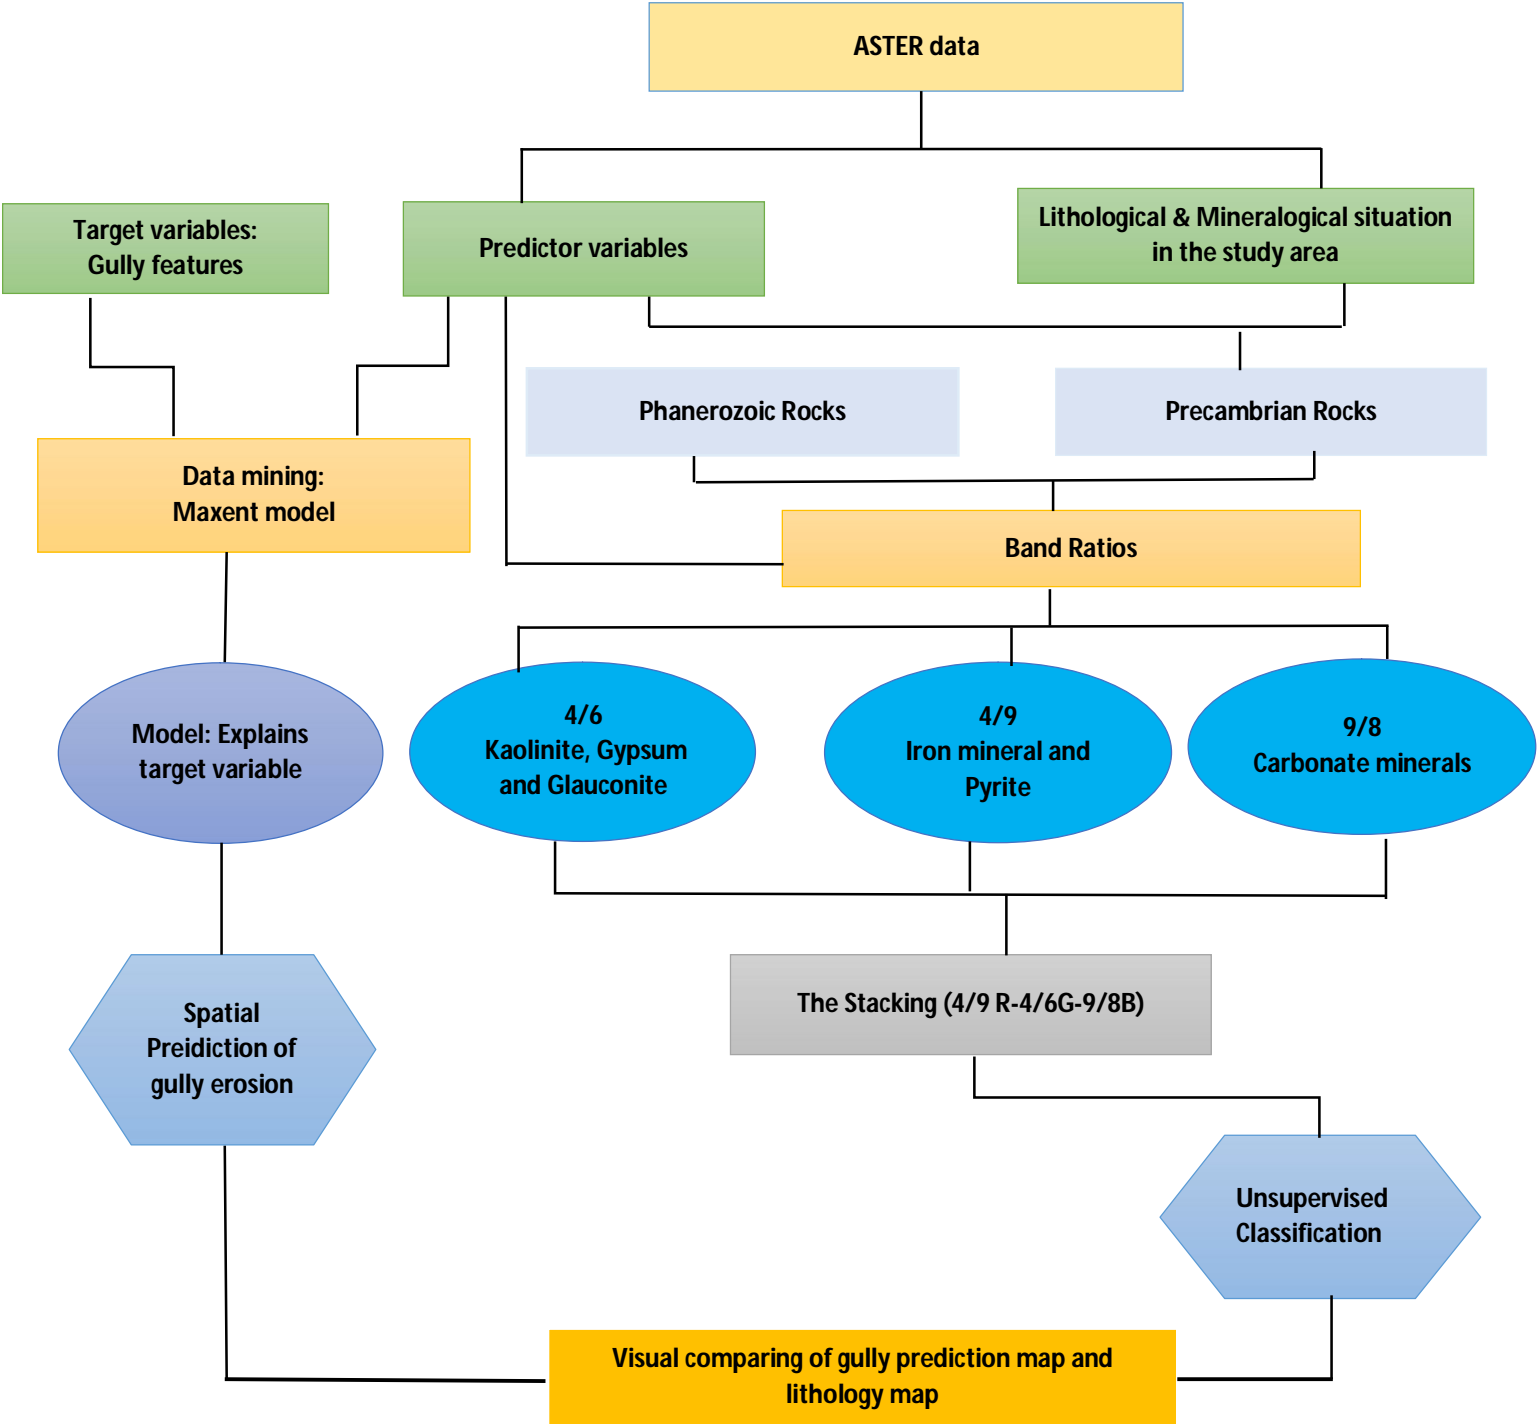 ASTER data
Target variables:
Gully features
Predictor variables
Lithological & Mineralogical situation
in the study area
Phanerozoic Rocks
Precambrian Rocks
Data mining:
Maxent model
Band Ratios
Model: Explains
target variable
4/6
Kaolinite, Gypsum
and Glauconite
4/9
Iron mineral and
Pyrite
9/8
Carbonate minerals
Spatial
Preidiction of
gully erosion
The Stacking (4/9 R-4/6G-9/8B)
Unsupervised
Classification
Visual comparing of gully prediction map and
lithology map